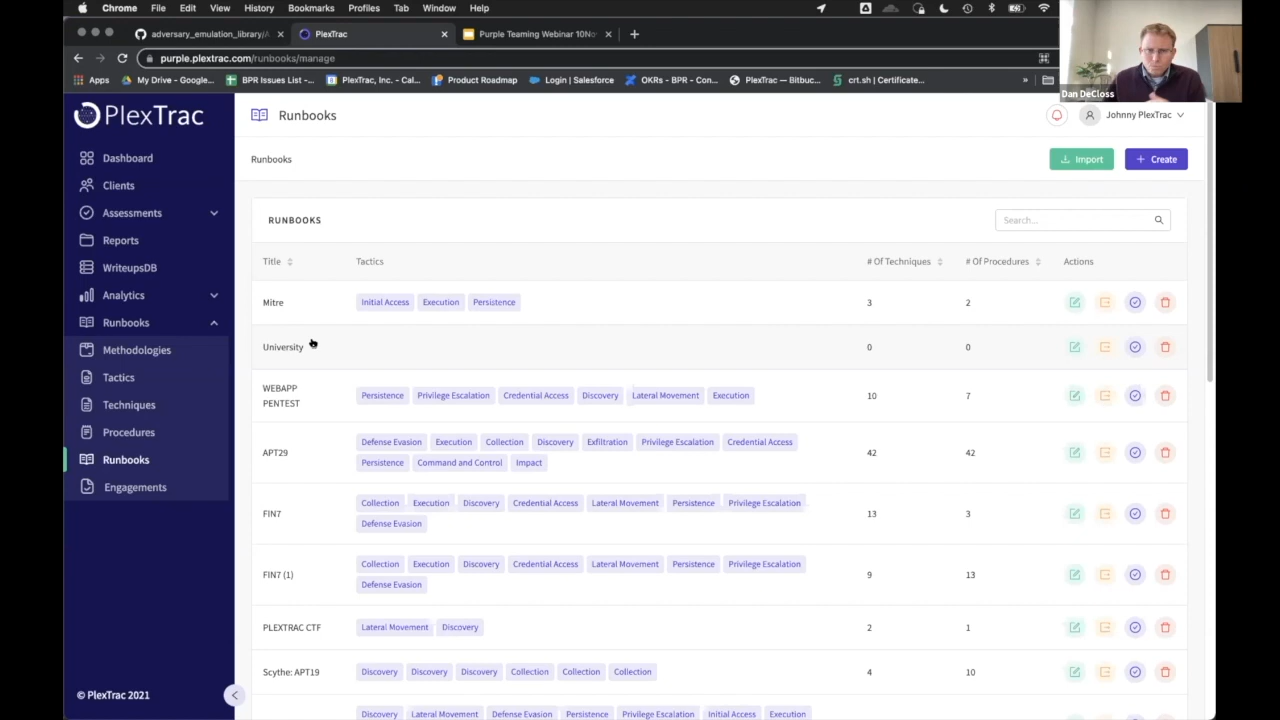 Chrome File Edit View History Bookmarks Profiles Tab Window Help
adversary_emulation_library/a
PlexTrac
Purple Teaming Webinar 10No
purple.plextrac.com/runbooks/manage
Apps My Drive - Google... BPR Issues List -... PlexTrac, Inc. - Cal... Product Roadmap Login | Salesforce OKRs - BPR - Con... PlexTrac — Bitbuc... crt.sh | Certificate... »
Dan DeCloss
PlexTrac
Runbooks
Johnny PlexTrac
Dashboard
Clients
Assessments
Reports
WriteupsDB
Analytics
Runbooks
Methodologies
Tactics
Techniques
Procedures
Runbooks
Engagements
© PlexTrac 2021
Runbooks
Import
+ Create
RUNBOOKS
Search...
Title Tactics # Of Techniques # Of Procedures Actions
Mitre Initial Access Execution Persistence 3 2
University 0 0
WEBAPP PENTEST Persistence Privilege Escalation Credential Access Discovery Lateral Movement Execution 10 7
APT29 Defense Evasion Execution Collection Discovery Exfiltration Privilege Escalation Credential Access 42 42
Persistence Command and Control Impact
FIN7 Collection Execution Discovery Credential Access Lateral Movement Persistence Privilege Escalation 13 3
Defense Evasion
FIN7 (1) Collection Execution Discovery Credential Access Lateral Movement Persistence Privilege Escalation 9 13
Defense Evasion
PLEXTRAC CTF Lateral Movement Discovery 2 1
Scythe: APT19 Discovery Discovery Discovery Collection Collection Collection 4 10
Discovery Lateral Movement Defense Evasion Persistence Privilege Escalation Initial Access Execution